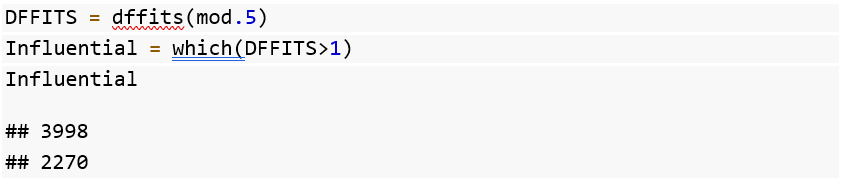 DFFITS = dffits(mod.5)
Influential = which(DFFITS>1)
Influential
## 3998
## 2270